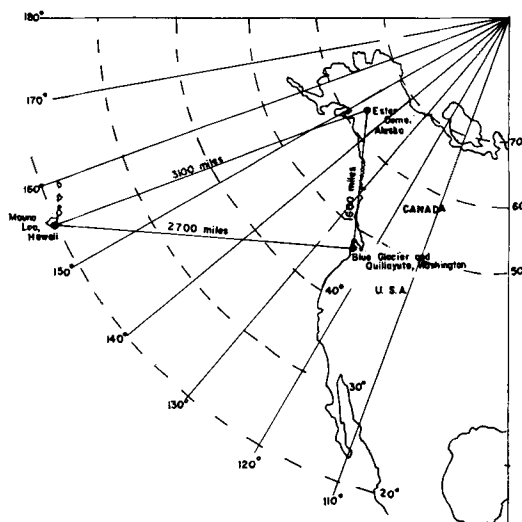 180°
170°
Ester
Dome,
Alaska
70
3100 miles
160°
1600 miles
CANADA
Mauna
Loa,
Hawaii
2700 miles
Blue Glacier and
Quillayute, Washington
150°
50
40°
U.S.A.
140°
30°
130°
120°
110°
20°